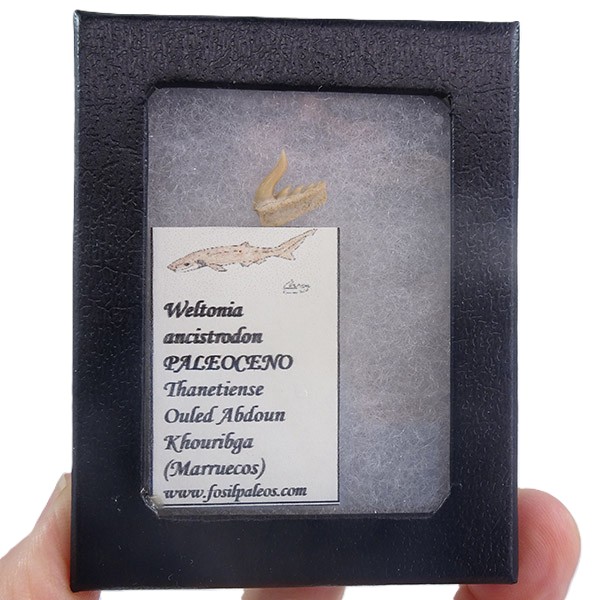 Weltonia
ancistrodon
PALEOCENO
Thanetiense
Ouled Abdoun
Khouribga
(Marruecos)
www.fosilpaleos.com